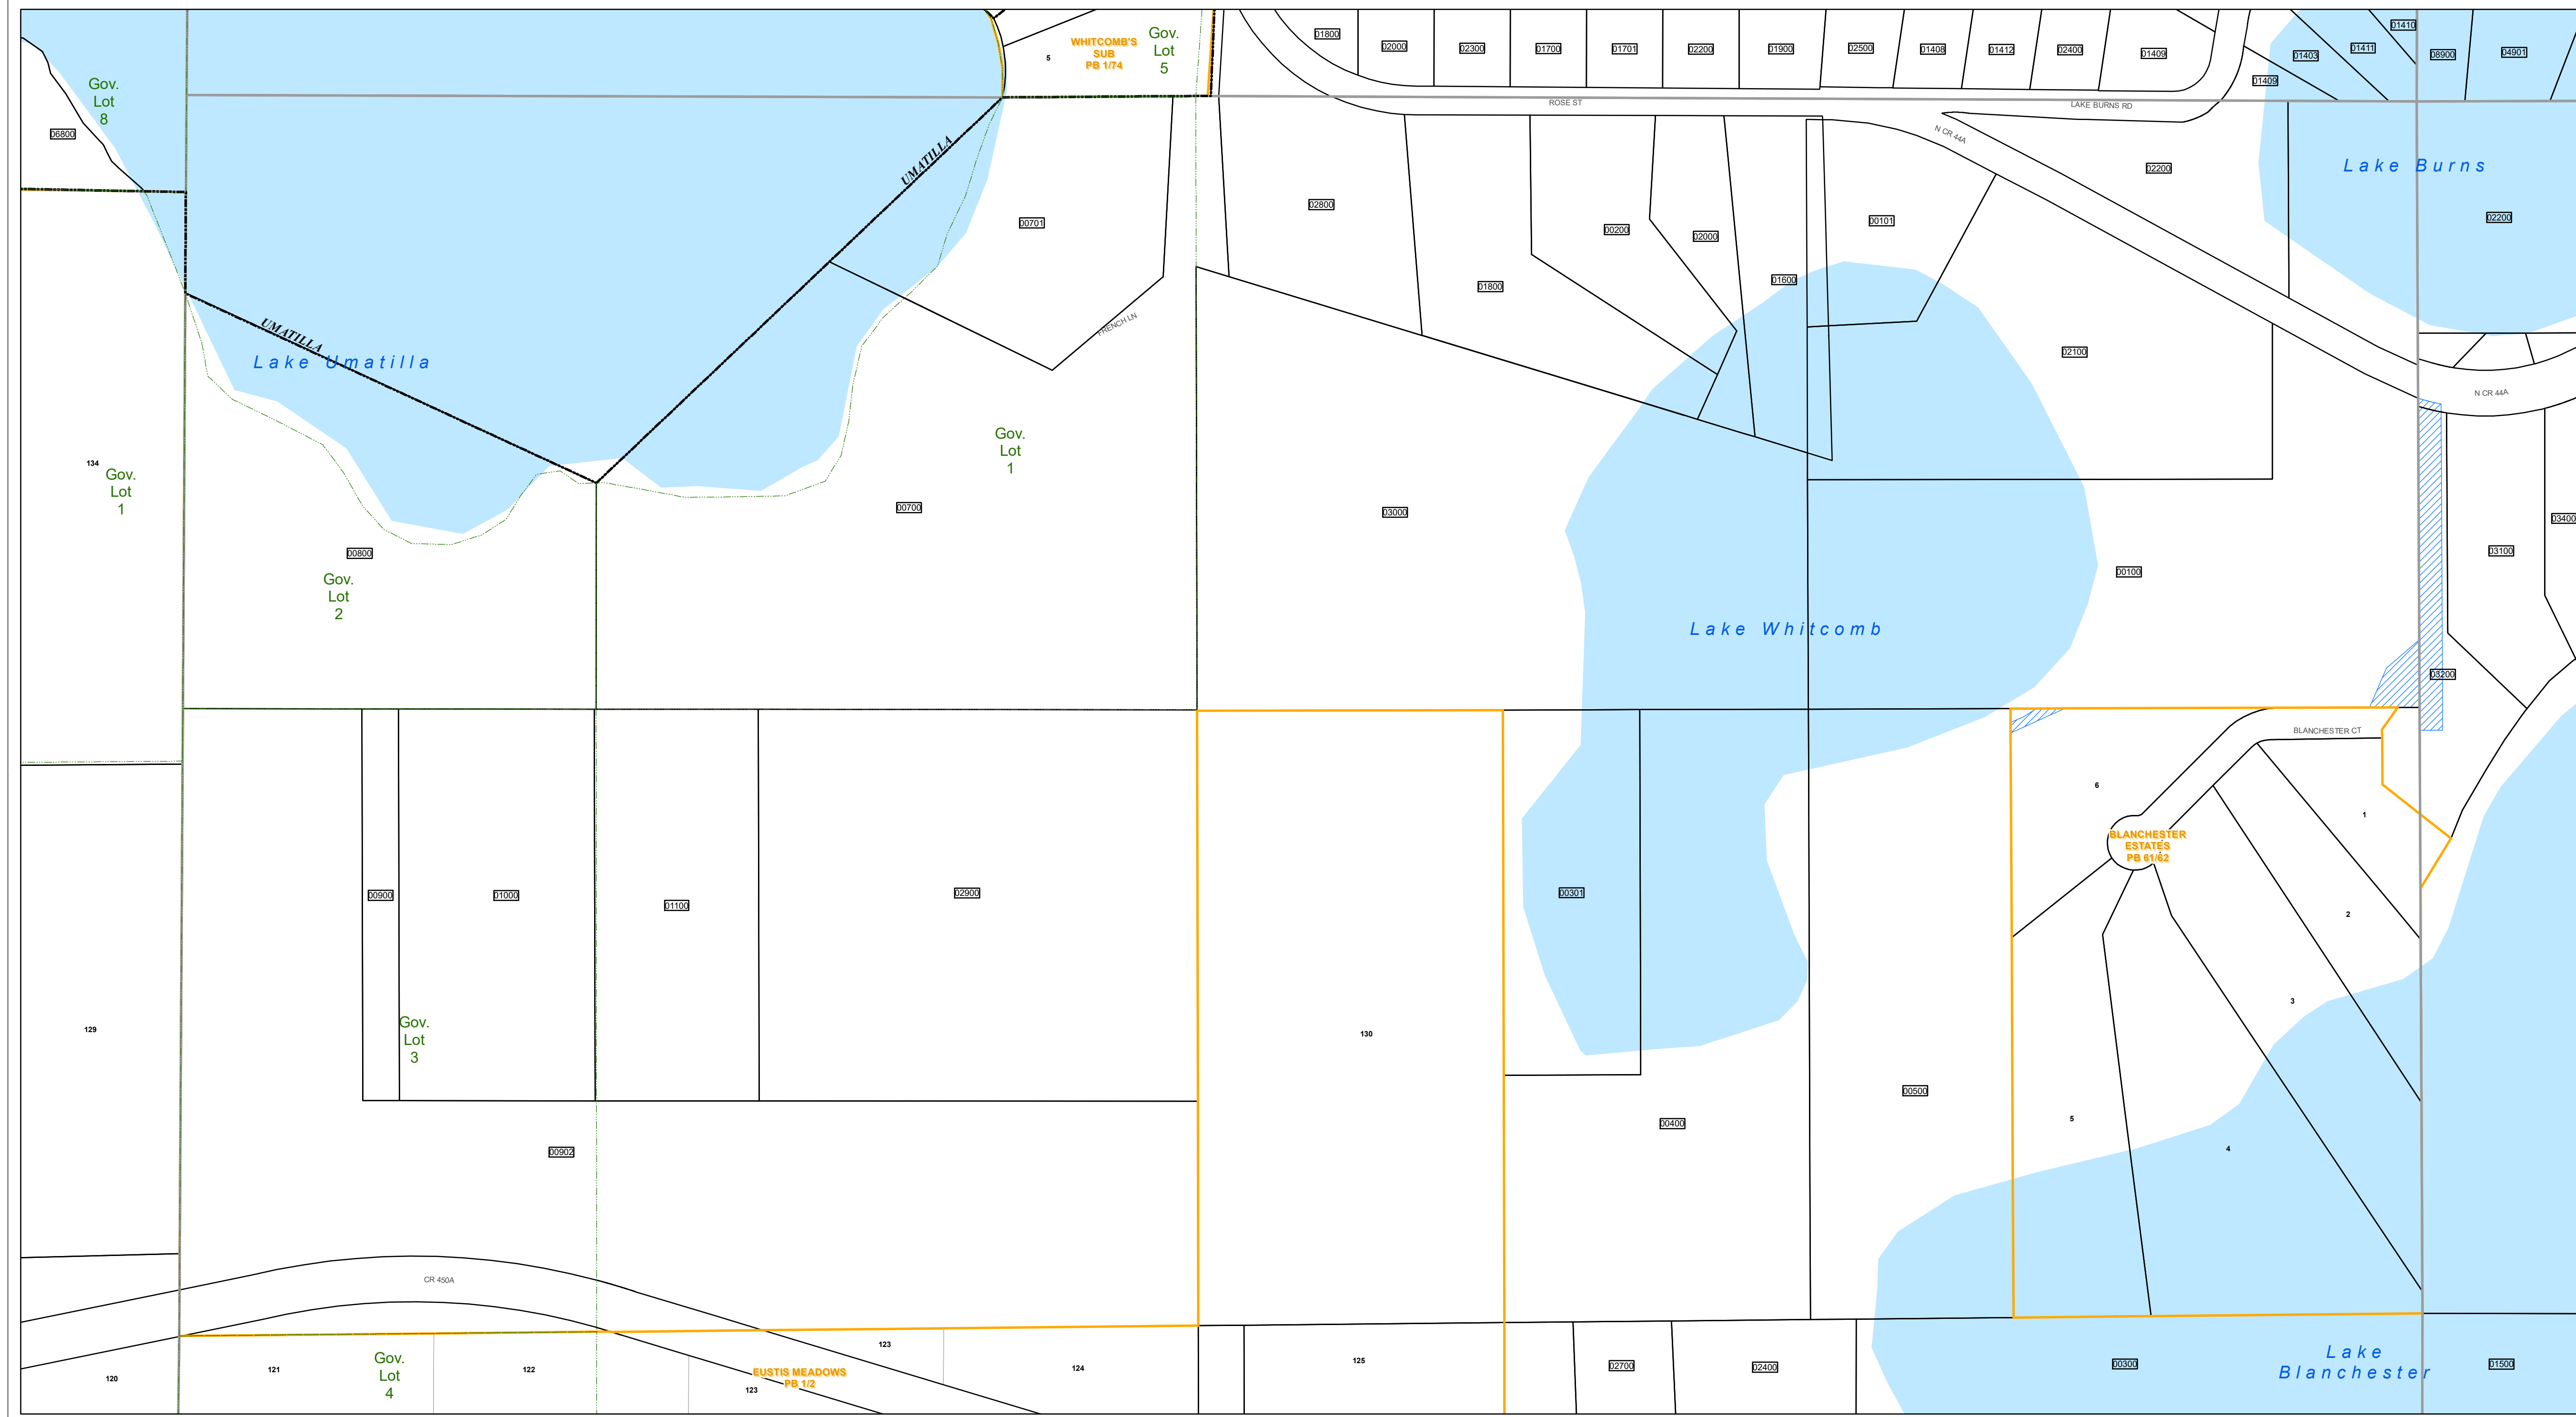 01800
02000
02300
01700
01701
02200
01900
02500
01408
01412
02400
01409
01409
01403
01411
01410
08900
04901
WHITCOMB'S
SUB
PB 1/74
5
Gov.
Lot
5
Gov.
Lot
8
06800
ROSE ST
LAKE BURNS RD
N CR 44A
UMATILLA
Lake Burns
02200
02200
00701
02800
00200
02000
00101
01600
01800
FRENCH LN
UMATILLA
Lake Umatilla
02100
N CR 44A
134
Gov.
Lot
1
Gov.
Lot
1
00700
03000
03400
03100
00800
Gov.
Lot
2
00100
Lake Whitcomb
03200
BLANCHESTER CT
6
1
BLANCHESTER
ESTATES
PB 61/62
2
3
00900
01000
01100
02900
00301
129
Gov.
Lot
3
130
00500
00400
5
4
00902
CR 450A
120
121
Gov.
Lot
4
122
123
EUSTIS MEADOWS
PB 1/2
123
124
125
02700
02400
00300
Lake
Blanchester
01500